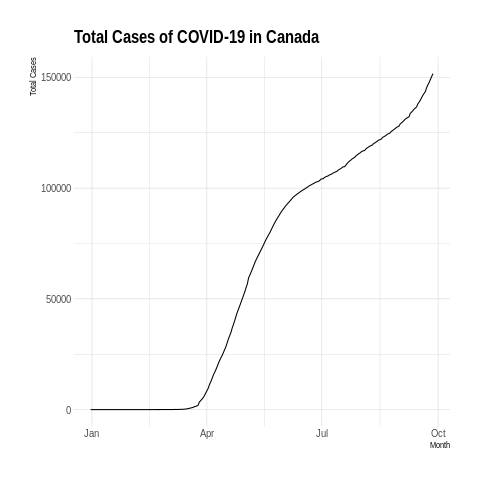 Total Cases of COVID-19 in Canada
Total Cases
150000
100000
50000
0
Jan Apr Jul Oct
Month